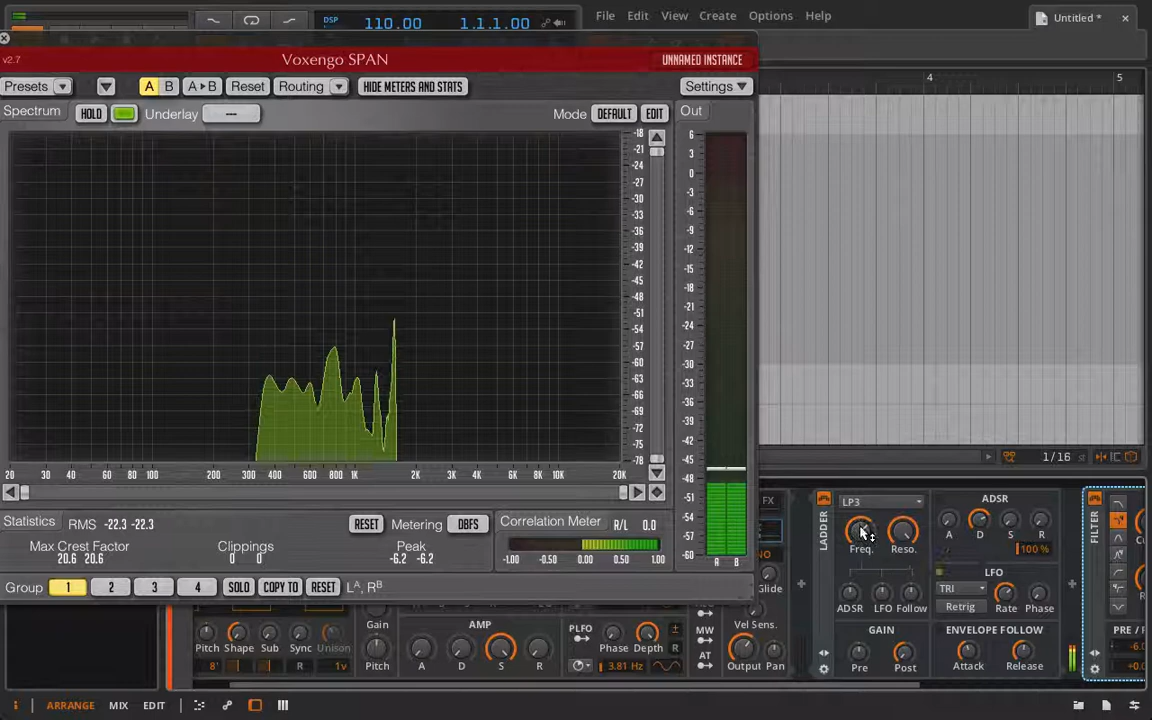 DSP 110.00 1.1.1.00 File Edit View Create Options Help Untitled *
v2.7 Voxengo SPAN UNNAMED INSTANCE
4 5
Presets A B A▸B Reset Routing HIDE METERS AND STATS Settings
Spectrum HOLD Underlay --- Mode DEFAULT EDIT Out
-18 -21 -24 -27 -30 -33 -36 -39 -42 -45 -48 -51 -54 -57 -60 -63 -66 -69 -72 -75 -78
6 3 0 -3 -6 -9 -12 -15 -18 -21 -24 -27 -30 -33 -36 -39 -42 -45 -48 -51 -54 -57 -60
20 30 40 60 80 100 200 300 400 600 800 1K 2K 3K 4K 6K 10K 20K
A B
1/16
Statistics RMS -22.3 -22.3 RESET Metering DBFS Correlation Meter R/L 0.0
Max Crest Factor Clippings Peak
20.6 20.6 0 0 -6.2 -6.2
-1.00 -0.50 0.00 0.50 1.00
Group 1 2 3 4 SOLO COPY TO RESET L^A, R^B
FX LADDER LP3 ADSR FILTER
Freq. Reso. A D S R
100 %
Glide LFO
TRI
ADSR LFO Follow Retrig Rate Phase
Pitch Shape Sub Sync Unison Gain AMP PLFO Phase Depth R MW Vel Sens. GAIN ENVELOPE FOLLOW PRE /
Pitch A D S R AT Output Pan Pre Post Attack Release
8' R 1v 3.81 Hz
ARRANGE MIX EDIT